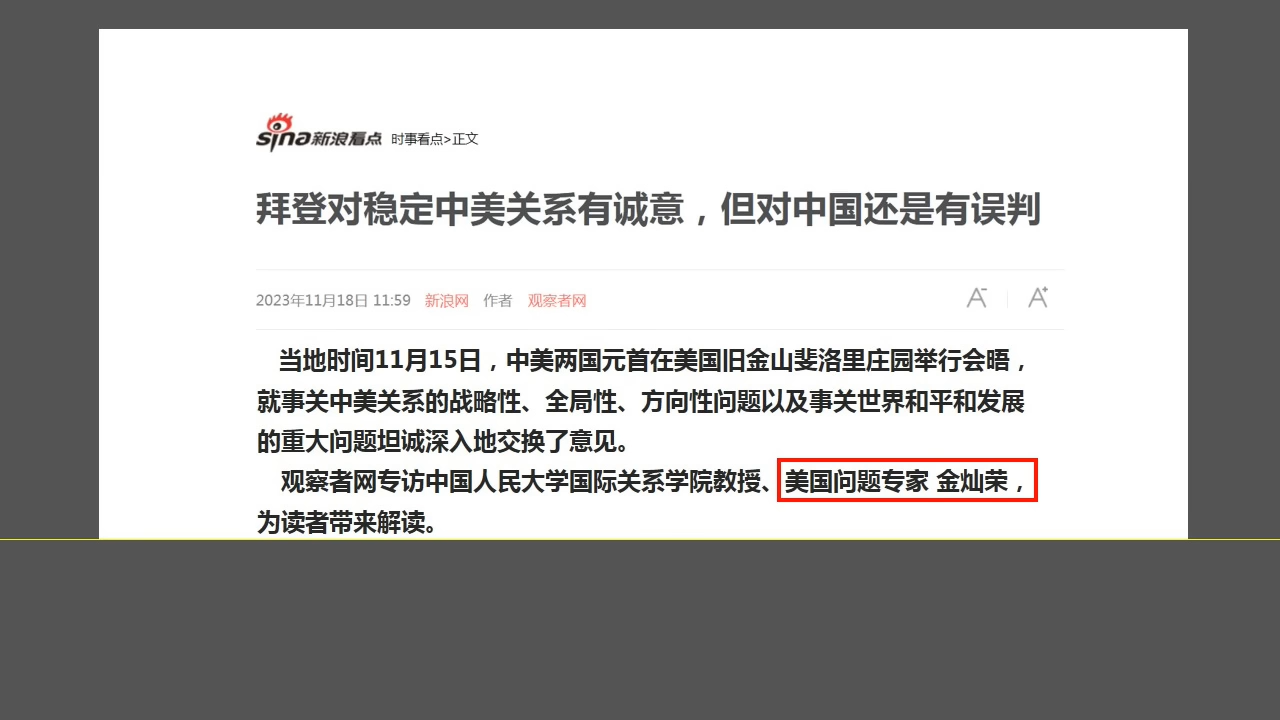 sina新浪看点 时事看点>正文
拜登对稳定中美关系有诚意，但对中国还是有误判
2023年11月18日 11:59 新浪网 作者 观察者网 A- A+
当地时间11月15日，中美两国元首在美国旧金山斐洛里庄园举行会晤，
就事关中美关系的战略性、全局性、方向性问题以及事关世界和平和发展
的重大问题坦诚深入地交换了意见。
观察者网专访中国人民大学国际关系学院教授、美国问题专家 金灿荣，
为读者带来解读。